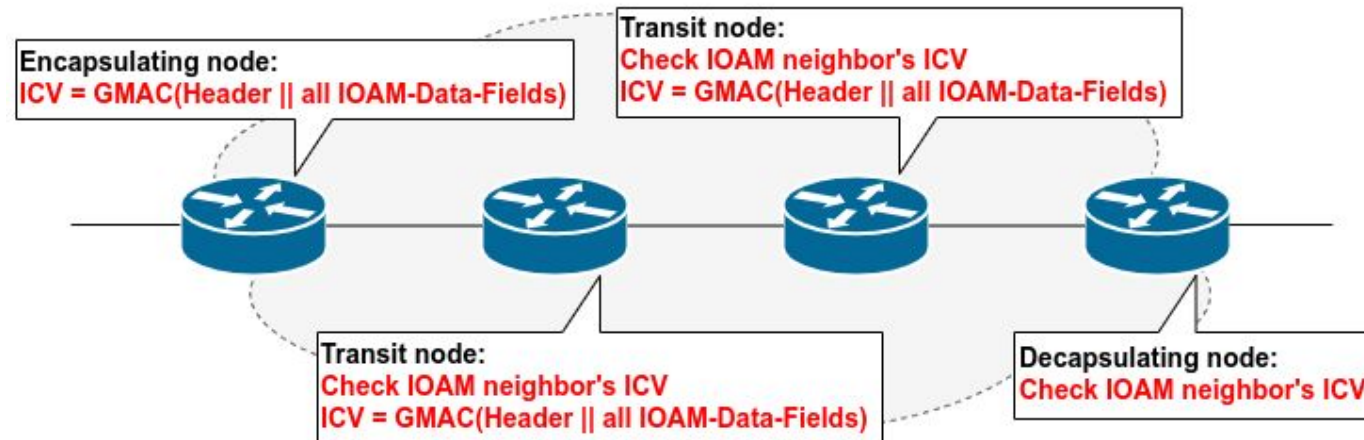 Encapsulating node:
ICV = GMAC(Header || all IOAM-Data-Fields)
Transit node:
Check IOAM neighbor's ICV
ICV = GMAC(Header || all IOAM-Data-Fields)
Transit node:
Check IOAM neighbor's ICV
ICV = GMAC(Header || all IOAM-Data-Fields)
Decapsulating node:
Check IOAM neighbor's ICV